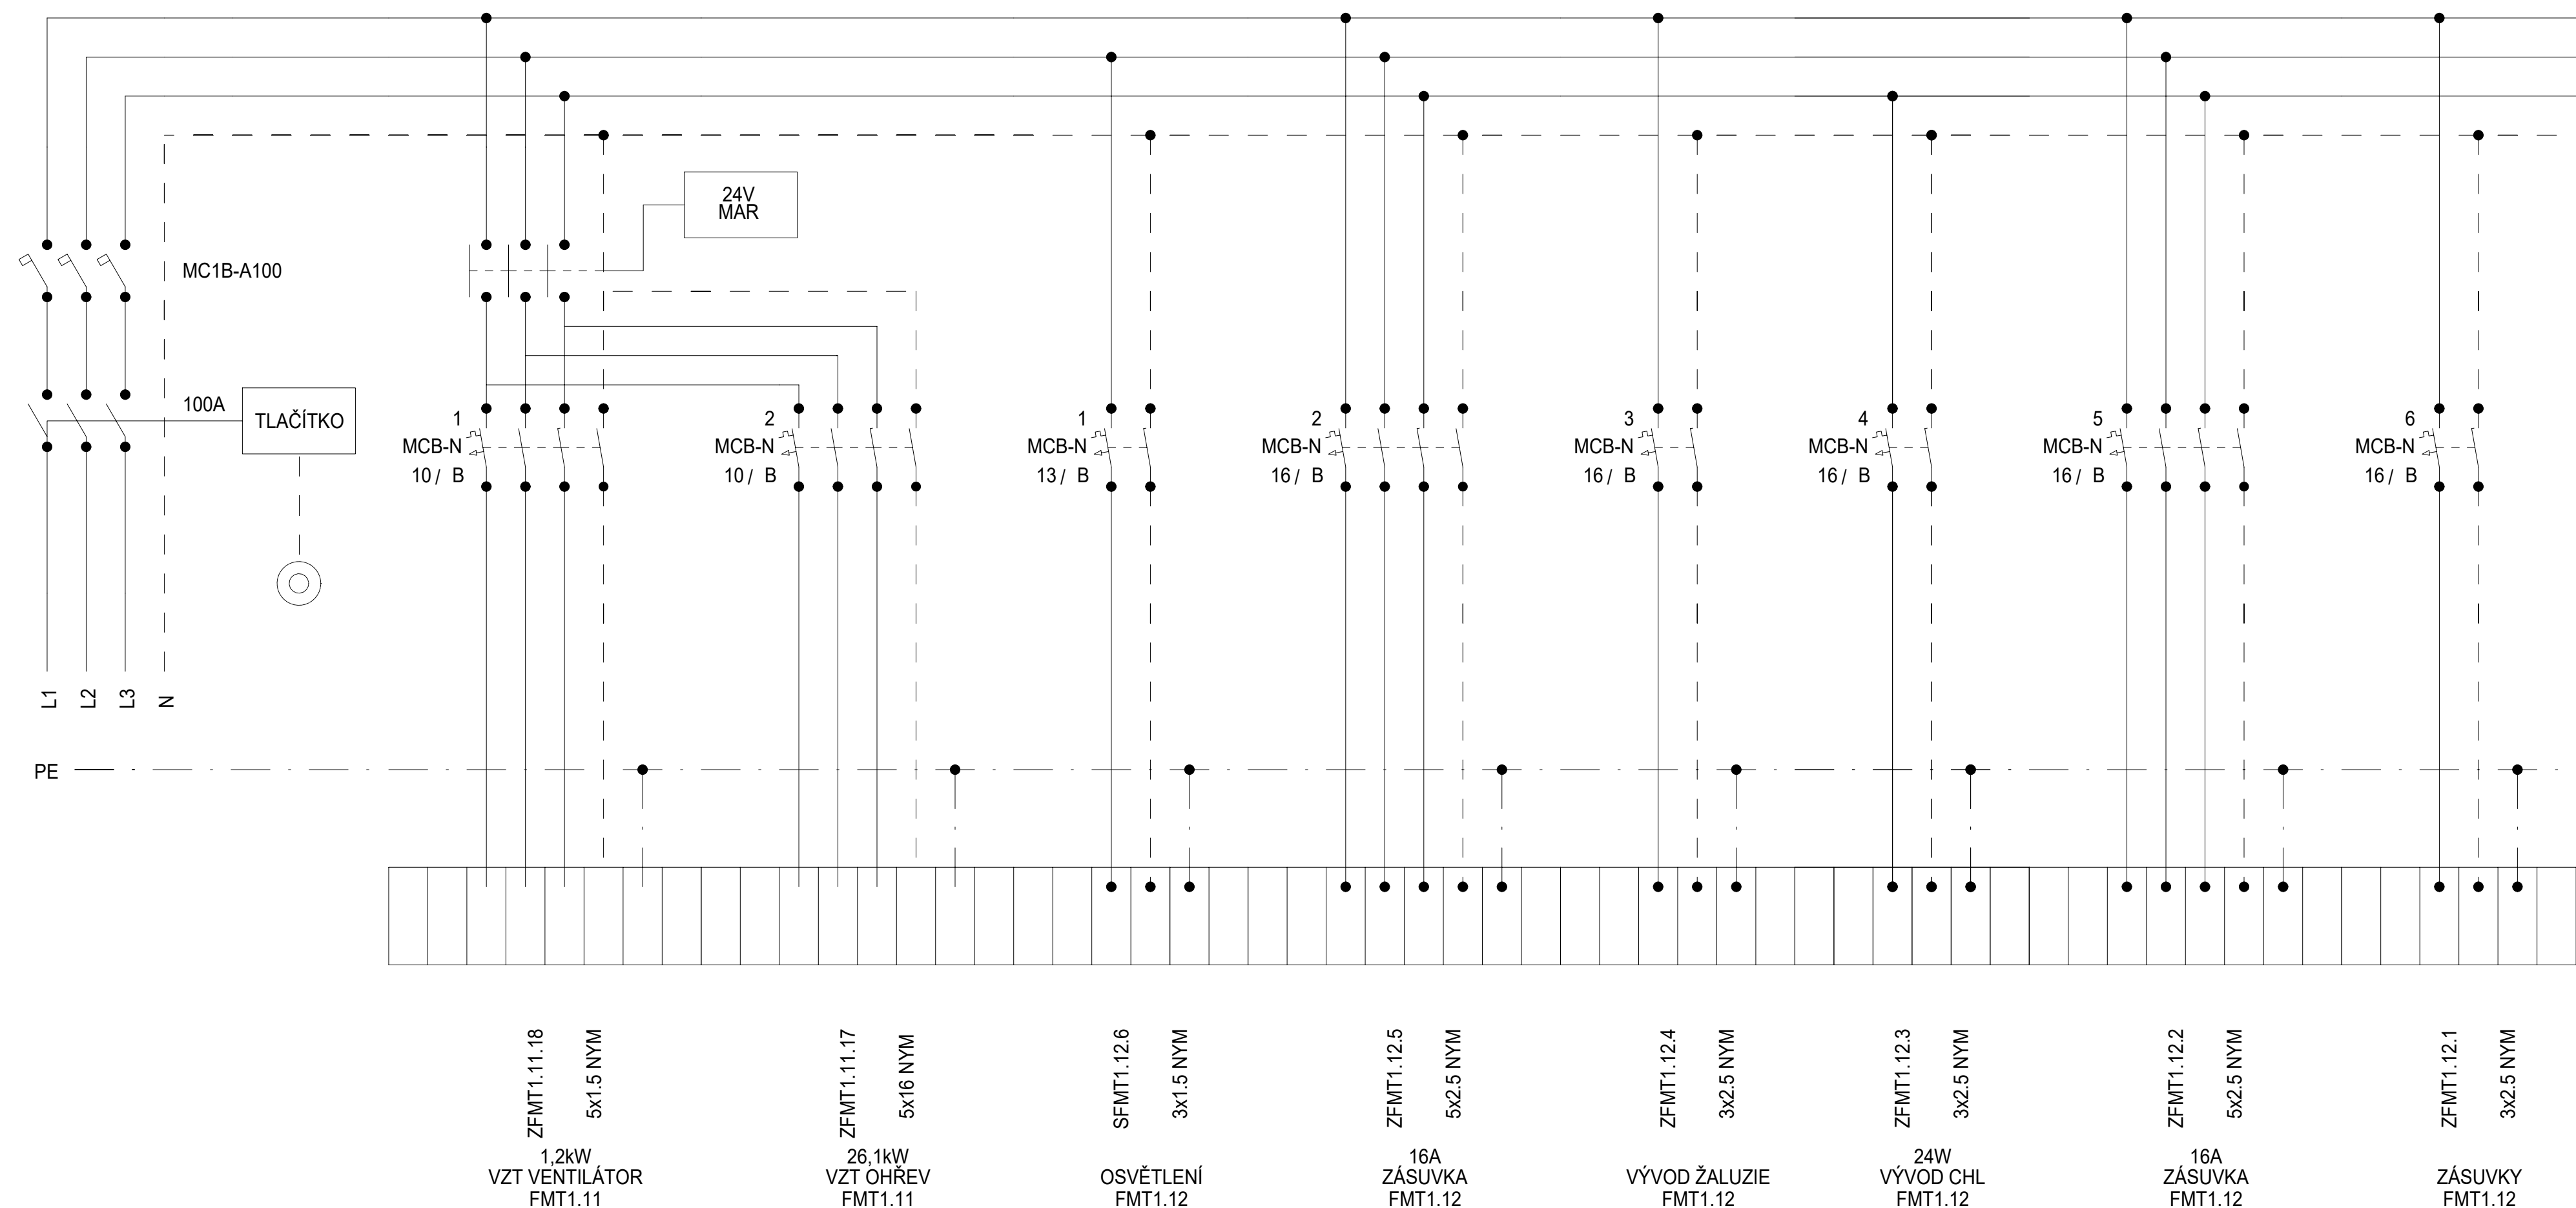 24V
MAR
MC1B-A100
100A
TLAČÍTKO
1
MCB-N
10 / B
2
MCB-N
10 / B
1
MCB-N
13 / B
2
MCB-N
16 / B
3
MCB-N
16 / B
4
MCB-N
16 / B
5
MCB-N
16 / B
6
MCB-N
16 / B
L1
L2
L3
N
PE
ZFMT1.11.18
5x1.5 NYM
1,2kW
VZT VENTILÁTOR
FMT1.11
ZFMT1.11.17
5x16 NYM
26,1kW
VZT OHŘEV
FMT1.11
SFMT1.12.6
3x1.5 NYM
OSVĚTLENÍ
FMT1.12
ZFMT1.12.5
5x2.5 NYM
16A
ZÁSUVKA
FMT1.12
ZFMT1.12.4
3x2.5 NYM
VÝVOD ŽALUZIE
FMT1.12
ZFMT1.12.3
3x2.5 NYM
24W
VÝVOD CHL
FMT1.12
ZFMT1.12.2
5x2.5 NYM
16A
ZÁSUVKA
FMT1.12
ZFMT1.12.1
3x2.5 NYM
ZÁSUVKY
FMT1.12